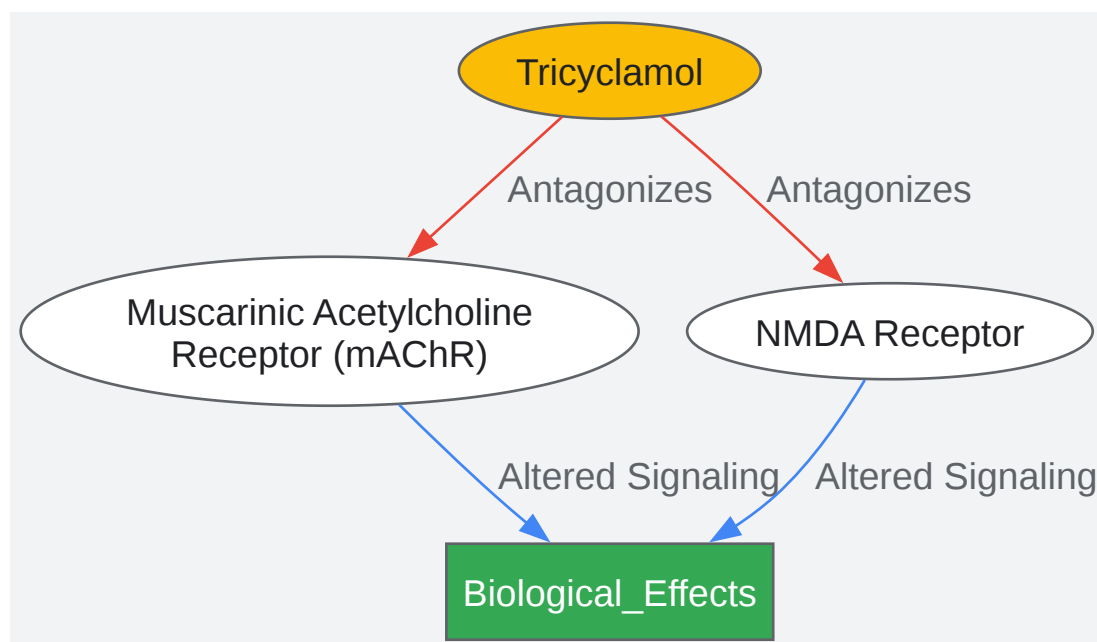 Tricyclamol
Antagonizes
Antagonizes
Muscarinic Acetylcholine
Receptor (mAChR)
NMDA Receptor
Altered Signaling
Altered Signaling
Biological_Effects